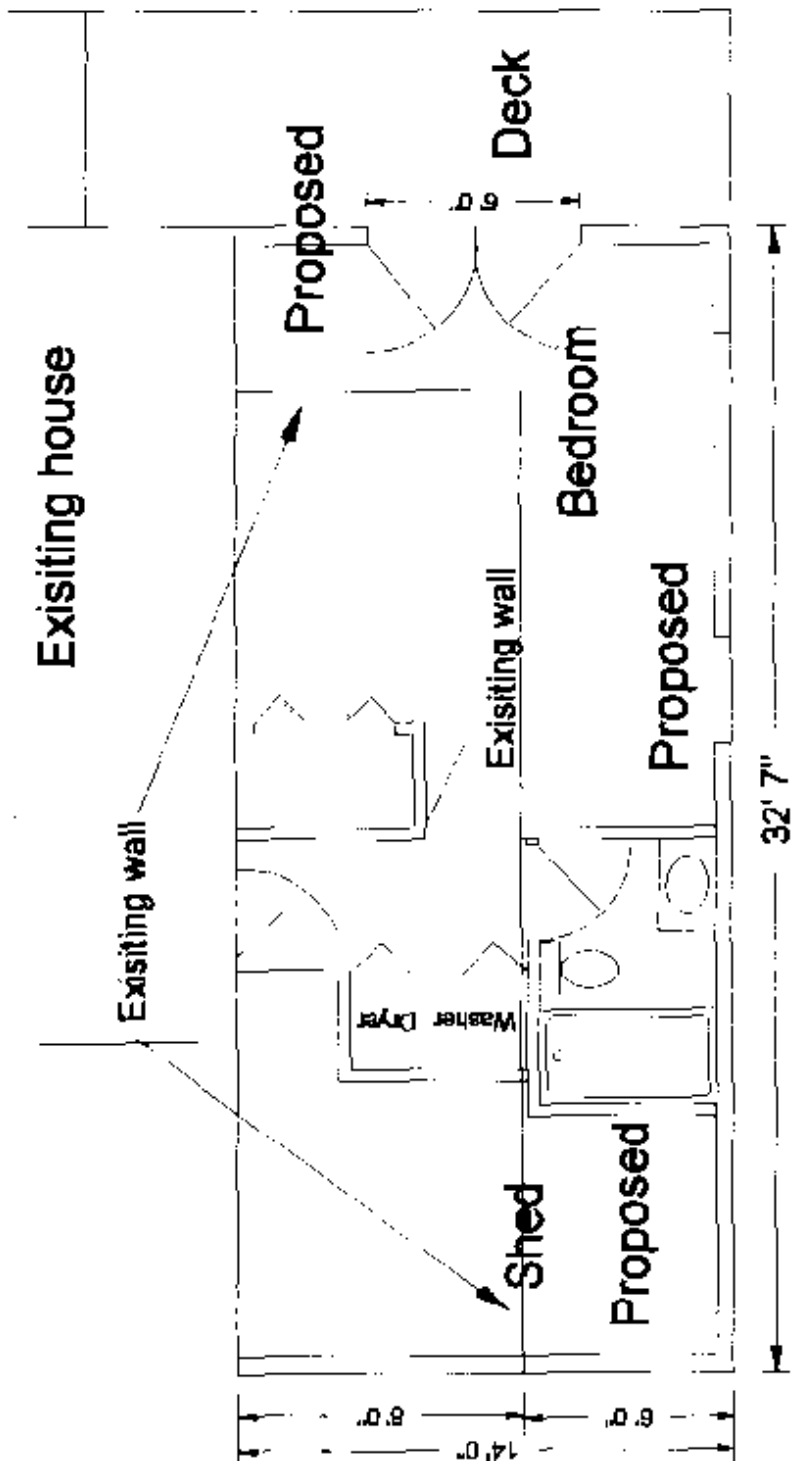 Exisiting house
Proposed
Deck
6' 0"
Exisiting wall
Bedroom
Exisiting wall
Proposed
Washer Dryer
Shed
Proposed
32' 7"
8' 0"
6' 0"
14' 0"